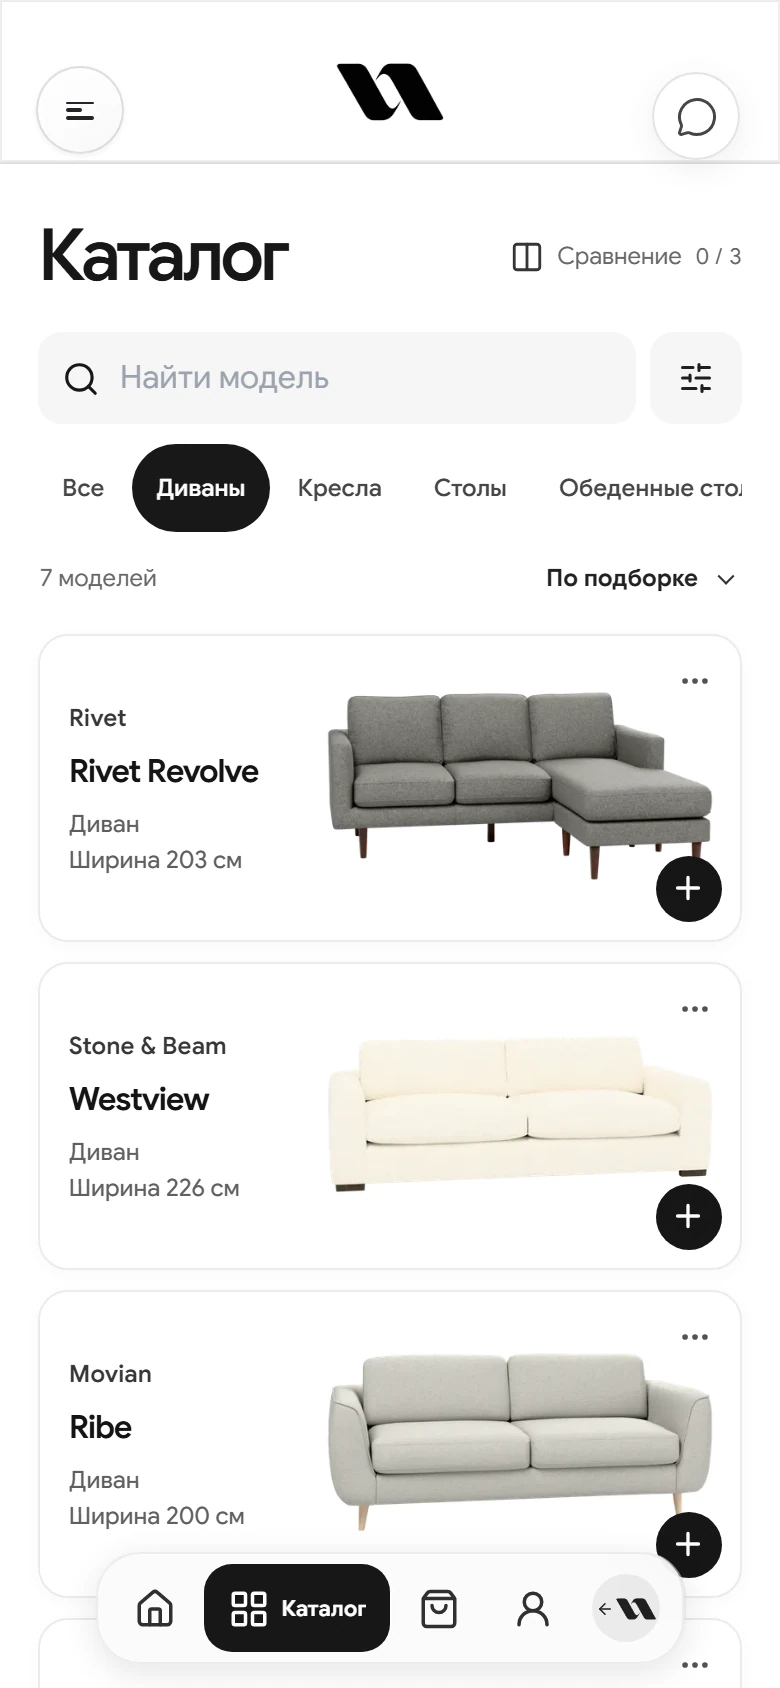 Каталог
Сравнение 0 / 3
Найти модель
Все Диваны Кресла Столы Обеденные
7 моделей По подборке
Rivet
Rivet Revolve
Диван
Ширина 203 см
Stone & Beam
Westview
Диван
Ширина 226 см
Movian
Ribe
Диван
Ширина 200 см
Каталог